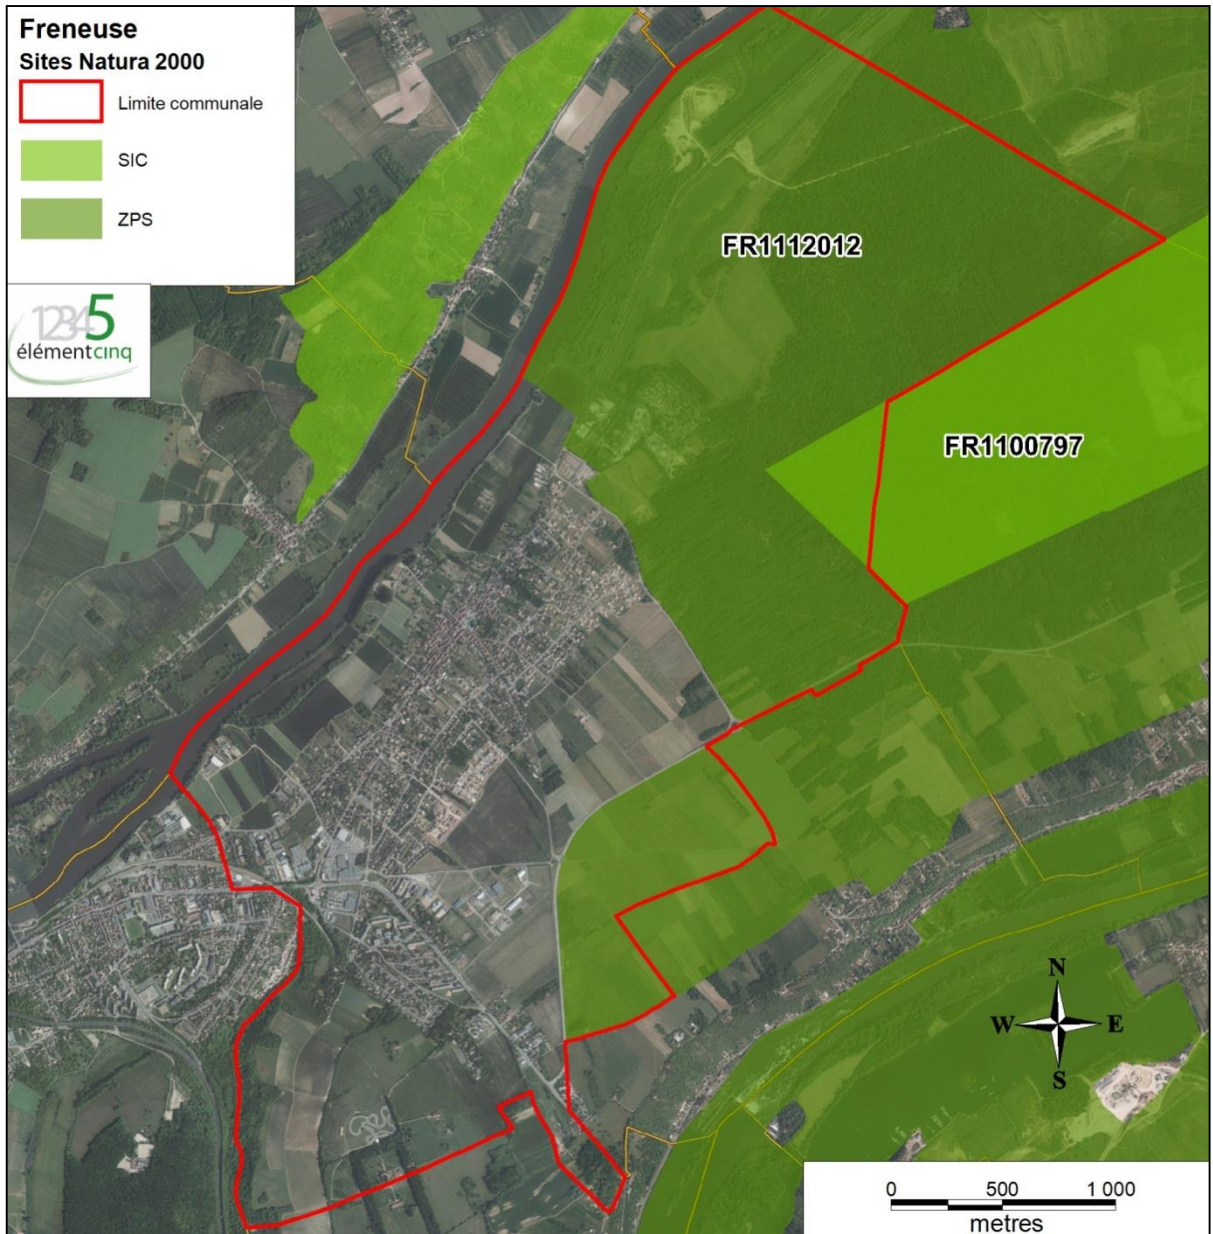 Freneuse
Sites Natura 2000
Limite communale
SIC
ZPS
12345
élémentcinq
FR1112012
FR1100797
N
W E
S
0 500 1 000
metres